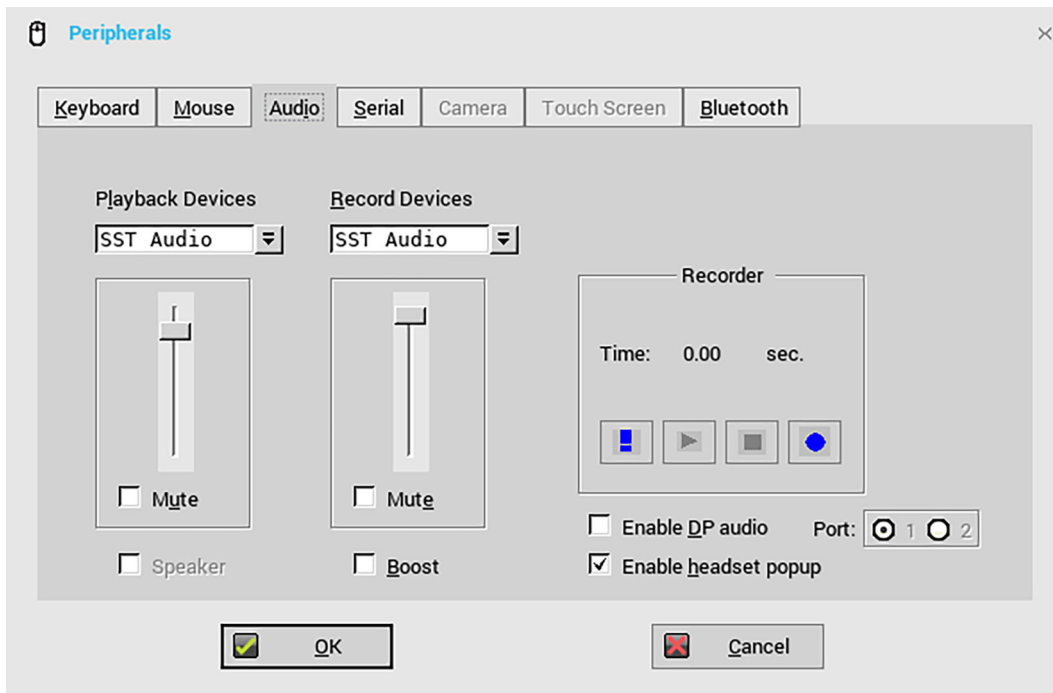 Peripherals
Keyboard Mouse Audio Serial Camera Touch Screen Bluetooth
Playback Devices Record Devices
SST Audio SST Audio
Recorder
Time: 0.00 sec.
Mute Mute
Enable DP audio Port: 1 2
Speaker Boost Enable headset popup
OK Cancel